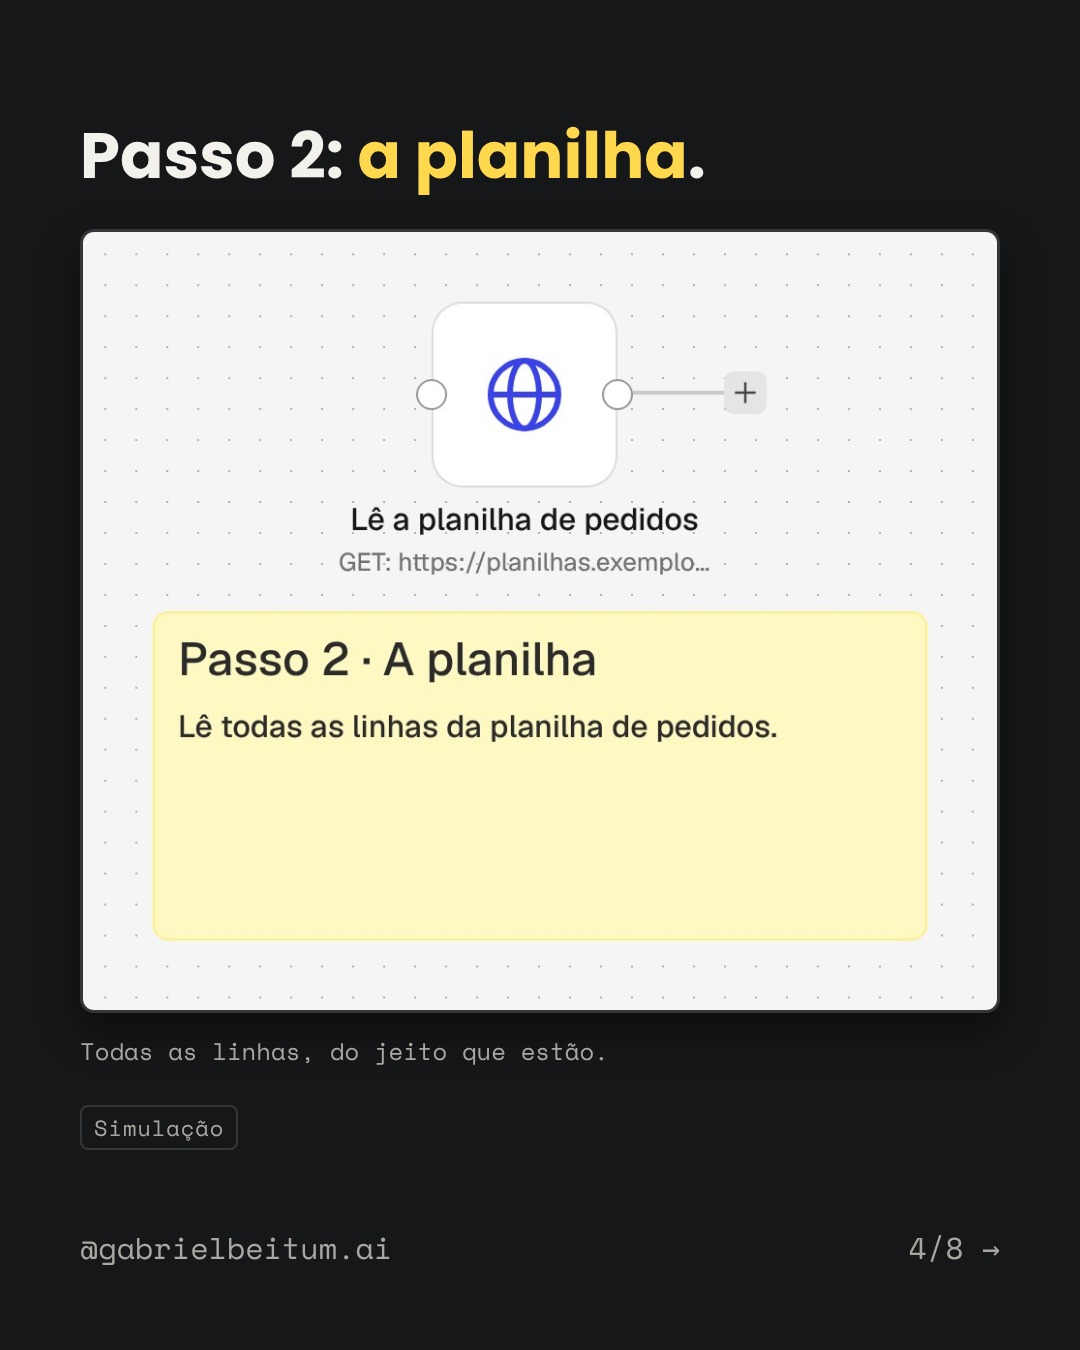 Passo 2: a planilha.
Lê a planilha de pedidos
GET: https://planilhas.exemplo...
Passo 2 · A planilha
Lê todas as linhas da planilha de pedidos.
Todas as linhas, do jeito que estão.
Simulação
@gabrielbeitum.ai
4/8 →